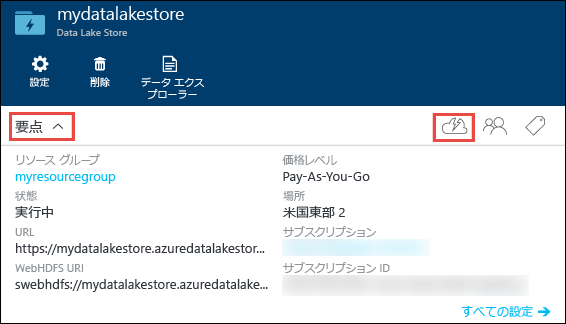 mydatalakestore
Data Lake Store
設定
削除
データ エクス
プローラー
要点
リソース グループ
myresourcegroup
価格レベル
Pay-As-You-Go
状態
実行中
場所
米国東部 2
URL
https://mydatalakestore.azuredatalakestor...
サブスクリプション
WebHDFS URI
swebhdfs://mydatalakestore.azuredatalake...
サブスクリプション ID
すべての設定 →